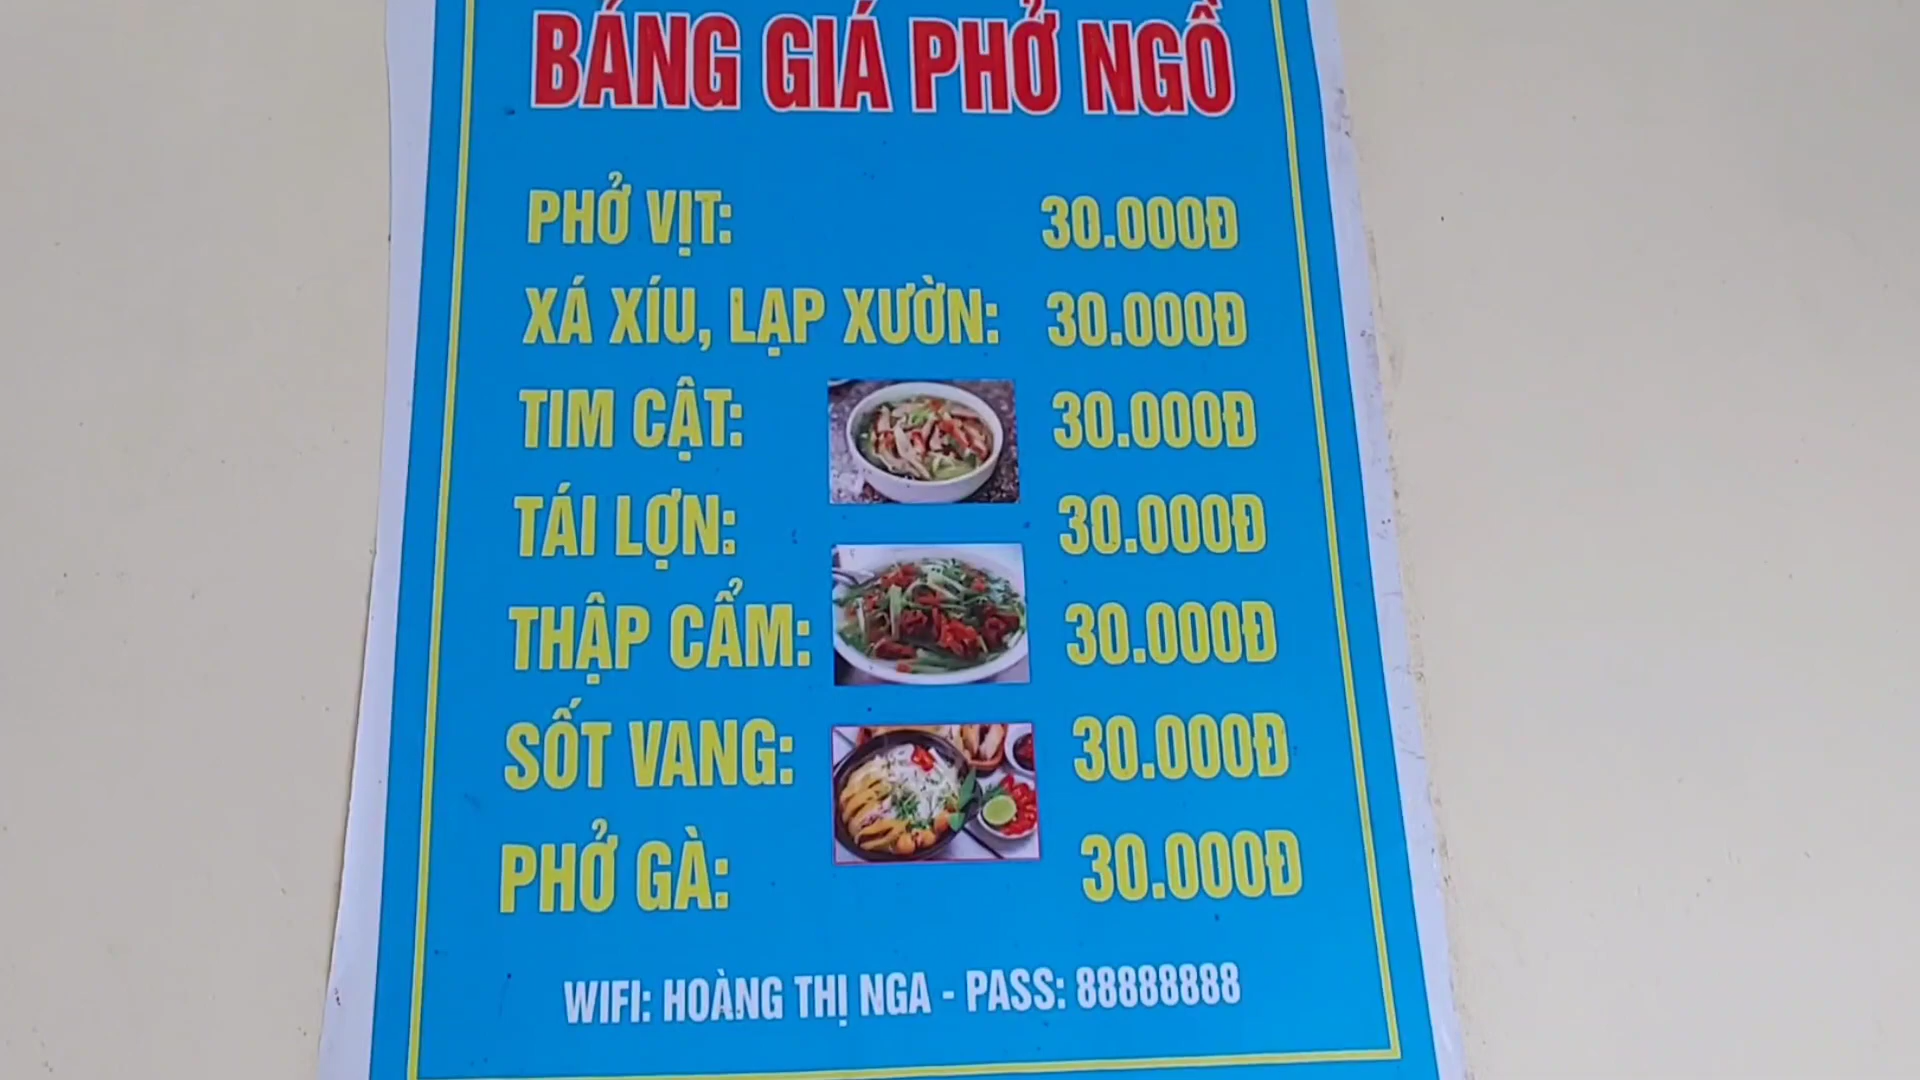 BẢNG GIÁ PHỞ NGÔ
PHỞ VỊT: 30.000Đ
XÁ XÍU, LẠP XƯỜN: 30.000Đ
TIM CẬT: 30.000Đ
TÁI LỢN: 30.000Đ
THẬP CẨM: 30.000Đ
SỐT VANG: 30.000Đ
PHỞ GÀ: 30.000Đ
WIFI: HOÀNG THỊ NGA - PASS: 88888888